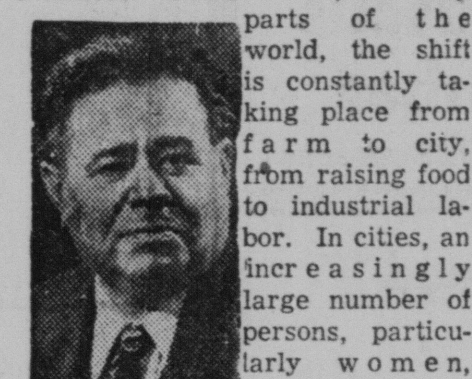 parts of the
world, the shift
is constantly ta-
king place from
farm to city,
from raising food
to industrial la-
bor. In cities, an
increasingly
large number of
persons, particu-
larly women,